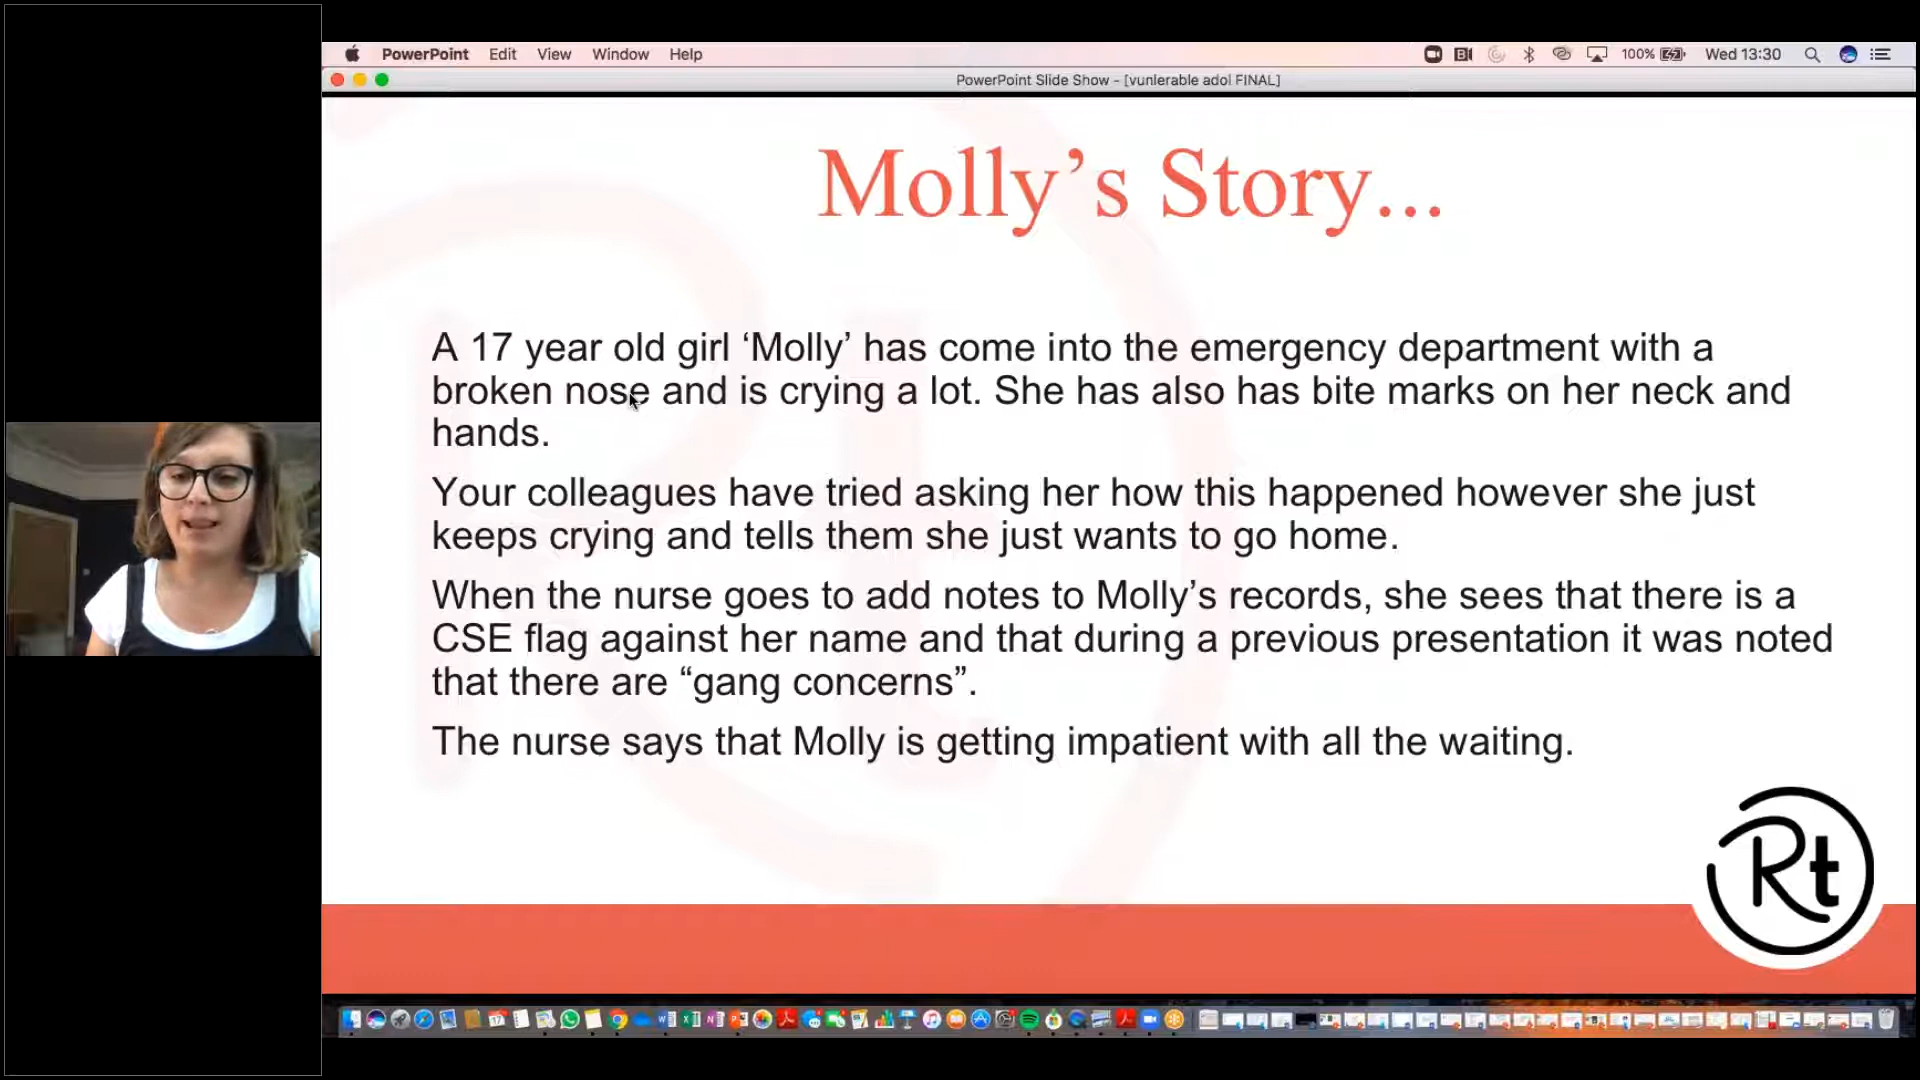 PowerPoint Edit View Window Help 100% Wed 13:30
PowerPoint Slide Show - [vunlerable adol FINAL]
Molly’s Story...
A 17 year old girl ‘Molly’ has come into the emergency department with a
broken nose and is crying a lot. She has also has bite marks on her neck and
hands.
Your colleagues have tried asking her how this happened however she just
keeps crying and tells them she just wants to go home.
When the nurse goes to add notes to Molly’s records, she sees that there is a
CSE flag against her name and that during a previous presentation it was noted
that there are “gang concerns”.
The nurse says that Molly is getting impatient with all the waiting.
Rt